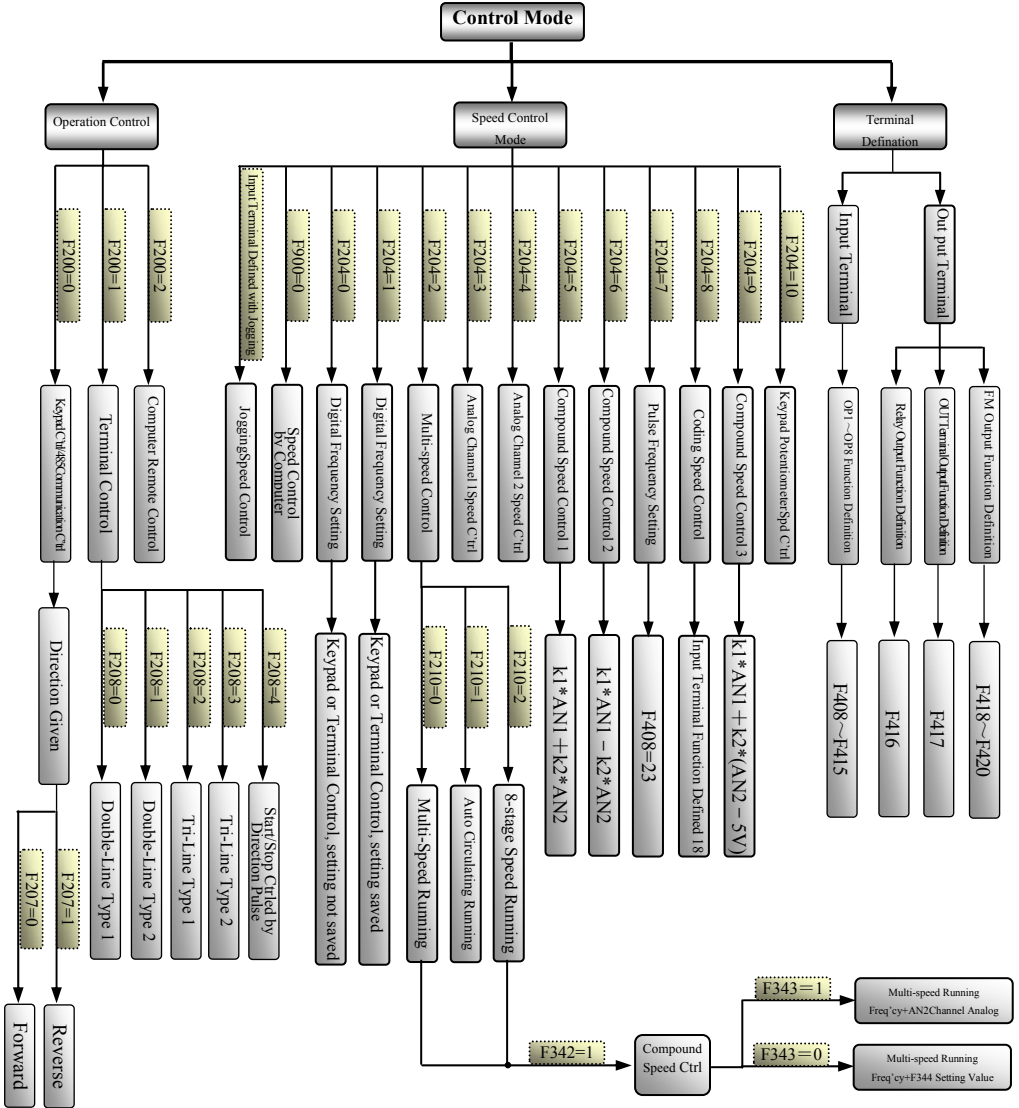 Control Mode
Operation Control
Speed Control
Mode
Terminal
Defination
F200=0
F200=1
F200=2
Input Terminal Defined with Jogging
F900=0
F204=0
F204=1
F204=2
F204=3
F204=4
F204=5
F204=6
F204=7
F204=8
F204=9
F204=10
Input Terminal
Out put Terminal
Keypad C'trl/485Communication C'trl
Terminal Control
Computer Remote Control
JoggingSpeed Control
Speed Control
by Computer
Digital Frequency Setting
Digital Frequency Setting
Multi-speed Control
Analog Channel 1Speed C'trl
Analog Channel 2 Speed C'trl
Compound Speed Control 1
Compound Speed Control 2
Pulse Frequency Setting
Coding Speed Control
Compound Speed Control 3
Keypad PotentiometerSpd C'trl
OP1～OP8 Function Definition
Relay Output Function Definition
OUT Terminal Output Function Definition
FM Output Function Definition
Direction Given
F208=0
F208=1
F208=2
F208=3
F208=4
Keypad or Terminal Control, setting not saved
Keypad or Terminal Control, setting saved
F210=0
F210=1
F210=2
k1*AN1＋k2*AN2
k1*AN1－k2*AN2
F408=23
Input Terminal Function Defined 18
k1*AN1＋k2*(AN2－5V)
F408～F415
F416
F417
F418～F420
F207=0
F207=1
Double-Line Type 1
Double-Line Type 2
Tri-Line Type 1
Tri-Line Type 2
Start/Stop Ctrled by
Direction Pulse
Multi-Speed Running
Auto Circulating Running
8-stage Speed Running
Forward
Reverse
F342=1
Compound
Speed Ctrl
F343＝1
F343＝0
Multi-speed Running
Freq'cy+AN2Channel Analog
Multi-speed Running
Freq'cy+F344 Setting Value